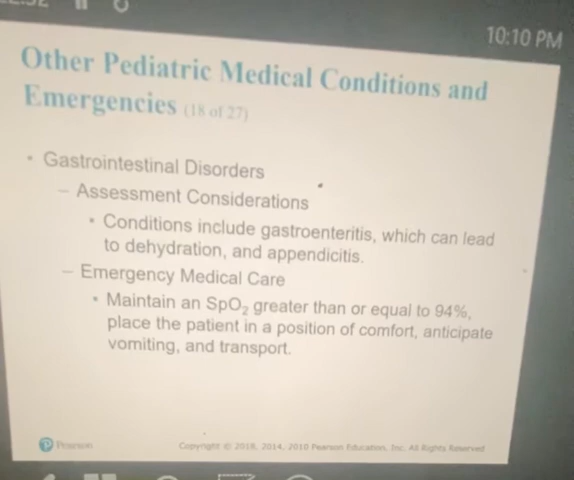 10:10 PM
Other Pediatric Medical Conditions and
Emergencies (18 of 27)
• Gastrointestinal Disorders
– Assessment Considerations
• Conditions include gastroenteritis, which can lead
to dehydration, and appendicitis.
– Emergency Medical Care
• Maintain an SpO₂ greater than or equal to 94%,
place the patient in a position of comfort, anticipate
vomiting, and transport.
Pearson
Copyright © 2018, 2014, 2010 Pearson Education, Inc. All Rights Reserved